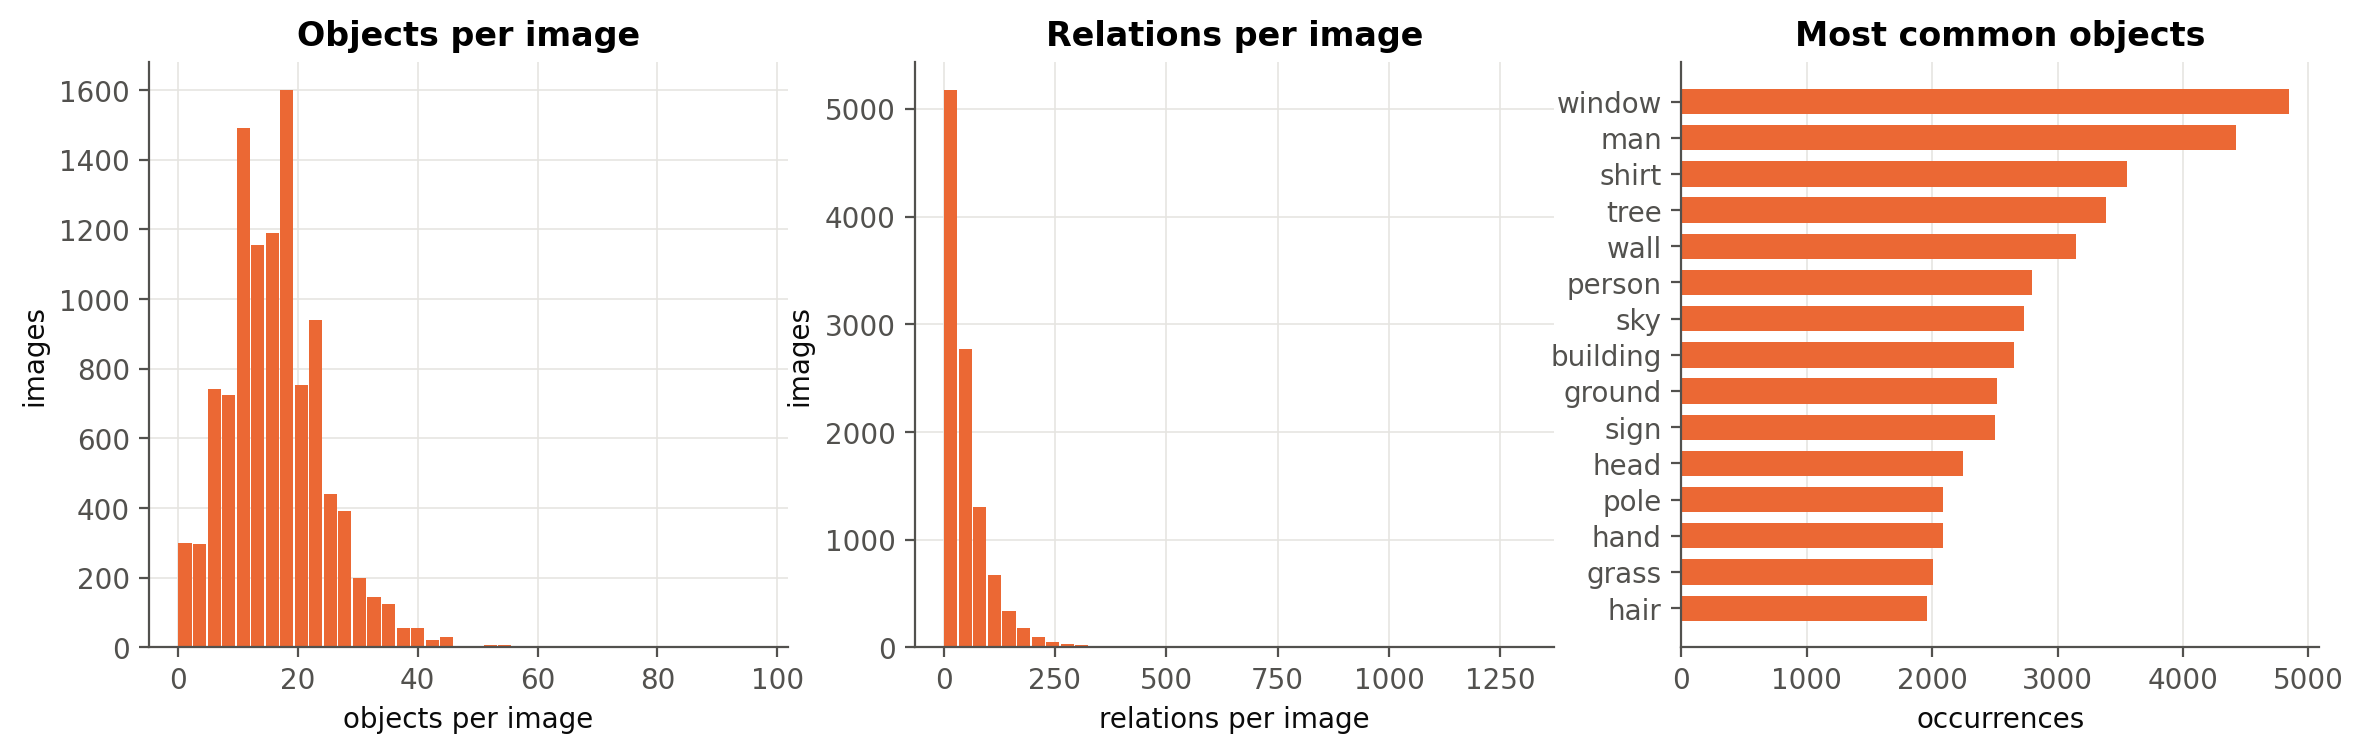 Objects per image
1600
1400
1200
1000
800
600
400
200
0
images
0 20 40 60 80 100
objects per image
Relations per image
5000
4000
3000
2000
1000
0
images
0 250 500 750 1000 1250
relations per image
Most common objects
window
man
shirt
tree
wall
person
sky
building
ground
sign
head
pole
hand
grass
hair
0 1000 2000 3000 4000 5000
occurrences